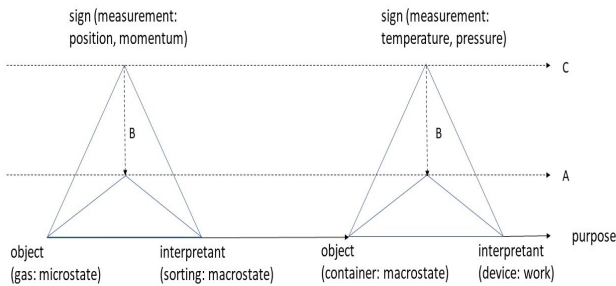 sign (measurement:
position, momentum)
sign (measurement:
temperature, pressure)
C
B
B
A
purpose
object
(gas: microstate)
interpretant
(sorting: macrostate)
object
(container: macrostate)
interpretant
(device: work)